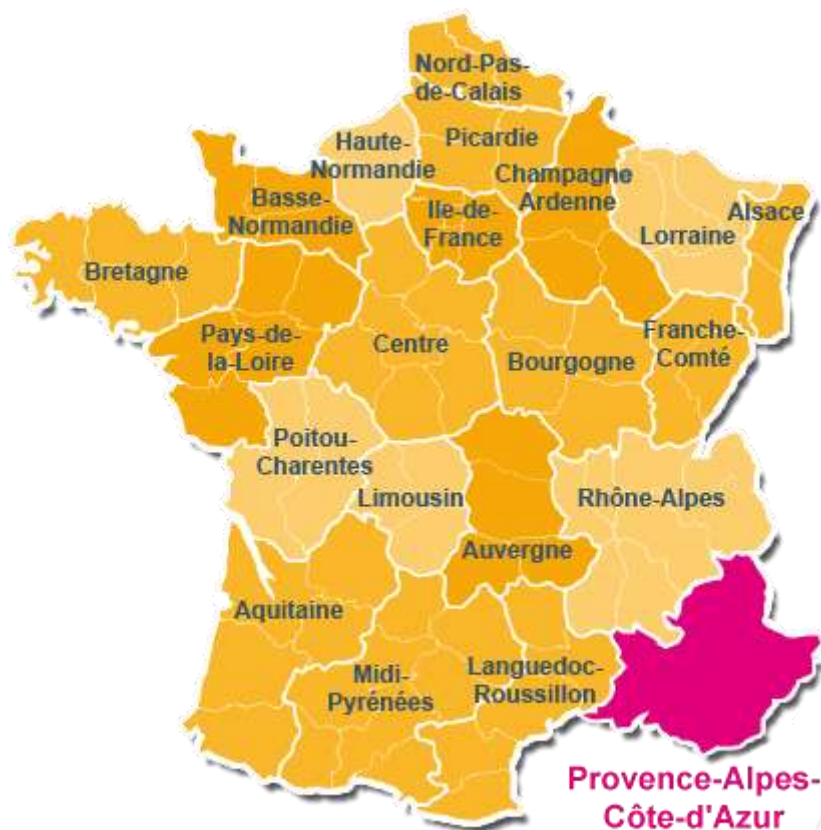 Nord-Pas-
de-Calais
Haute-
Normandie
Picardie
Champagne
Ardenne
Basse-
Normandie
Ile-de-
France
Lorraine
Alsace
Bretagne
Pays-de-
la-Loire
Centre
Bourgogne
Franche-
Comté
Poitou-
Charentes
Limousin
Rhône-Alpes
Auvergne
Aquitaine
Midi-
Pyrénées
Languedoc-
Roussillon
Provence-Alpes-
Côte-d'Azur